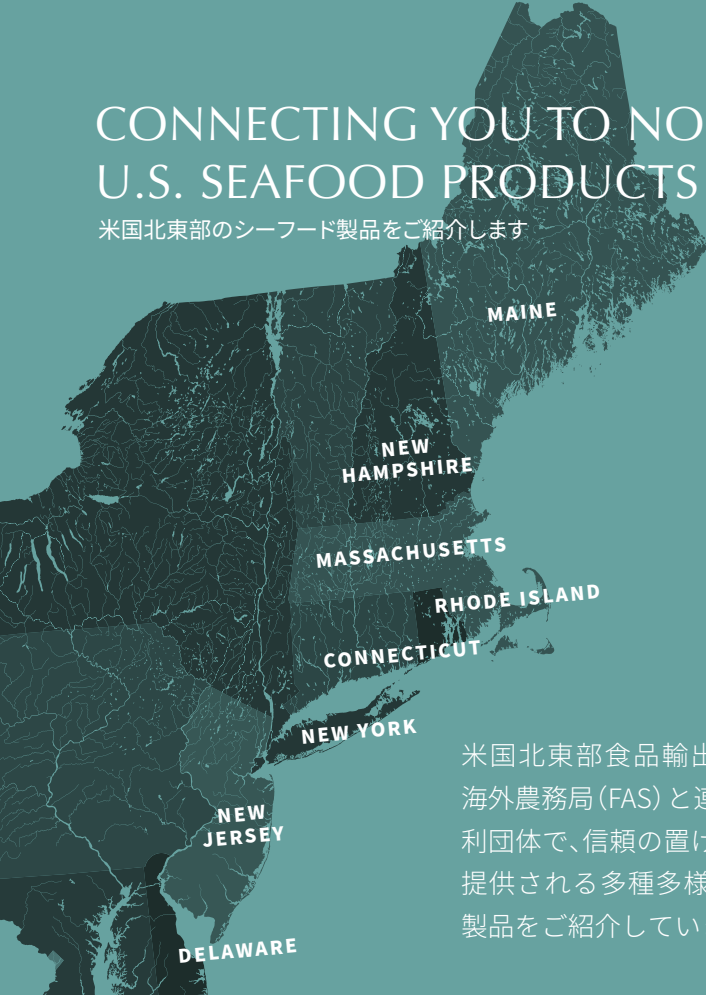 CONNECTING YOU TO NO
U.S. SEAFOOD PRODUCTS
米国北東部のシーフード製品をご紹介します
MAINE
NEW
HAMPSHIRE
MASSACHUSETTS
RHODE ISLAND
CONNECTICUT
NEW YORK
NEW
JERSEY
DELAWARE
米国北東部食品輸出
海外農務局(FAS)と連
利団体で、信頼の置け
提供される多種多様
製品をご紹介してい